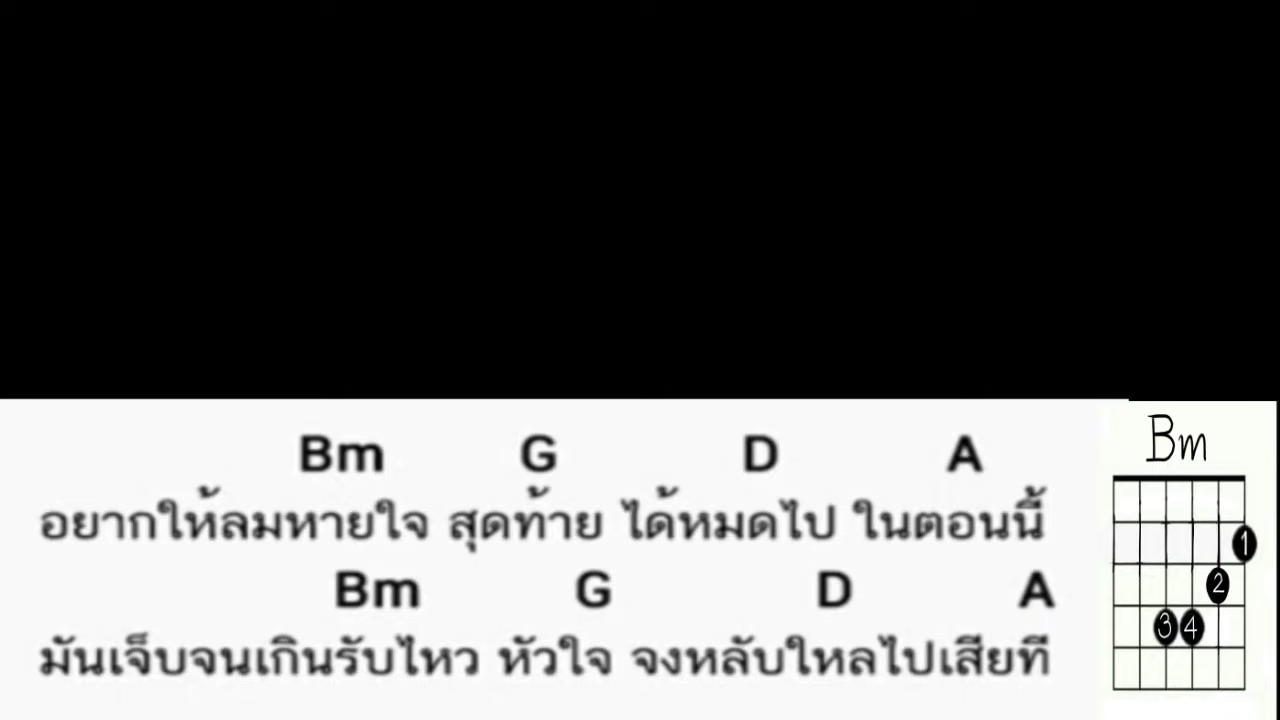 Bm G D A
อยากให้ลมหายใจ สุดท้าย ได้หมดไป ในตอนนี้
Bm G D A
มันเจ็บจนเกินรับไหว หัวใจ จงหลับใหลไปเสียที
Bm
1
2
3 4